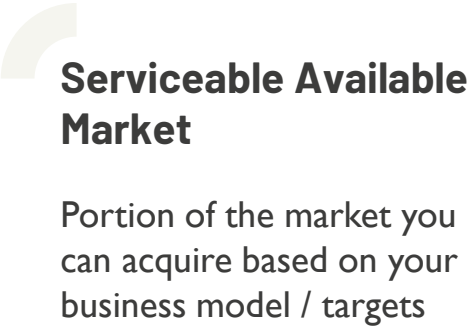 Serviceable Available
Market
Portion of the market you
can acquire based on your
business model / targets